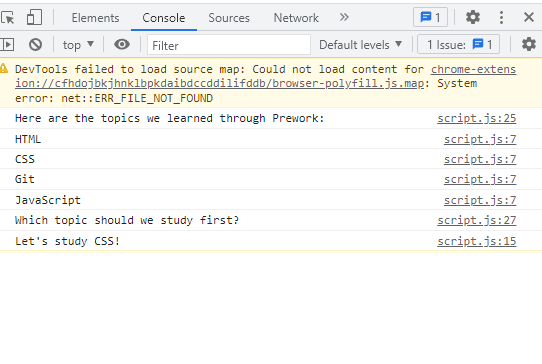 Elements Console Sources Network 1
top Filter Default levels 1 Issue: 1
DevTools failed to load source map: Could not load content for chrome-extens
ion://cfhdojbkjhnklbpkdaibdccddilifddb/browser-polyfill.js.map: System
error: net::ERR_FILE_NOT_FOUND
Here are the topics we learned through Prework: script.js:25
HTML script.js:7
CSS script.js:7
Git script.js:7
JavaScript script.js:7
Which topic should we study first? script.js:27
Let's study CSS! script.js:15